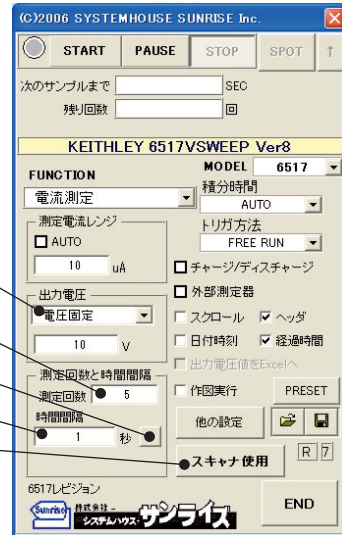 (C)2006 SYSTEMHOUSE SUNRISE Inc.
START PAUSE STOP SPOT ↑
次のサンプルまで SEC
残り回数 回
KEITHLEY 6517VSWEEP Ver8
FUNCTION MODEL 6517
電流測定 積分時間
AUTO
測定電流レンジ トリガ方法
AUTO FREE RUN
10 uA チャージ/ディスチャージ
出力電圧 外部測定器
電圧固定 スクロール ヘッダ
10 V 日付時刻 経過時間
出力電圧値をExcelへ
測定回数と時間間隔
測定回数 5 作図実行 PRESET
時間間隔 他の設定
1 秒
スキャナ使用 R 7
6517レビジョン
Sunrise 株式会社 システムハウス・サンライズ END